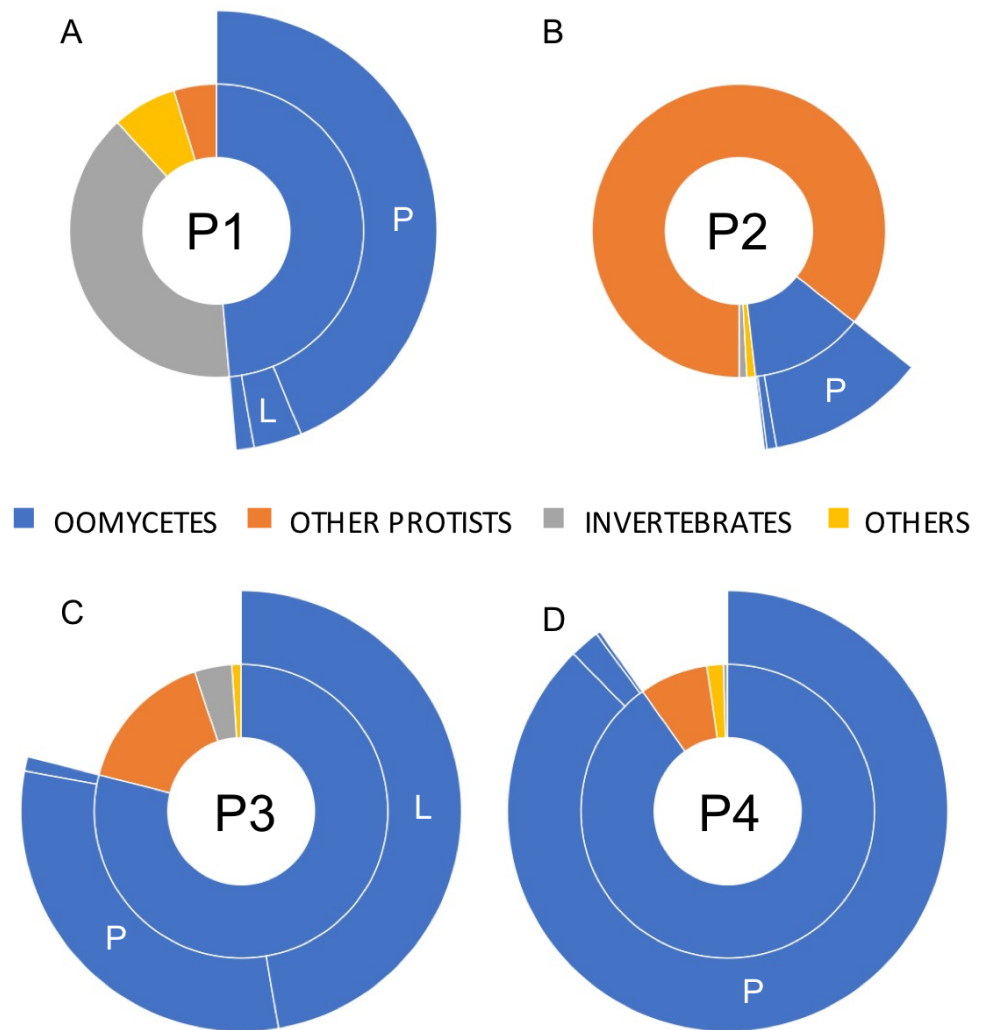 A
B
P1
P
L
P2
P
OOMYCETES OTHER PROTISTS INVERTEBRATES OTHERS
C
D
P3
L
P
P4
P